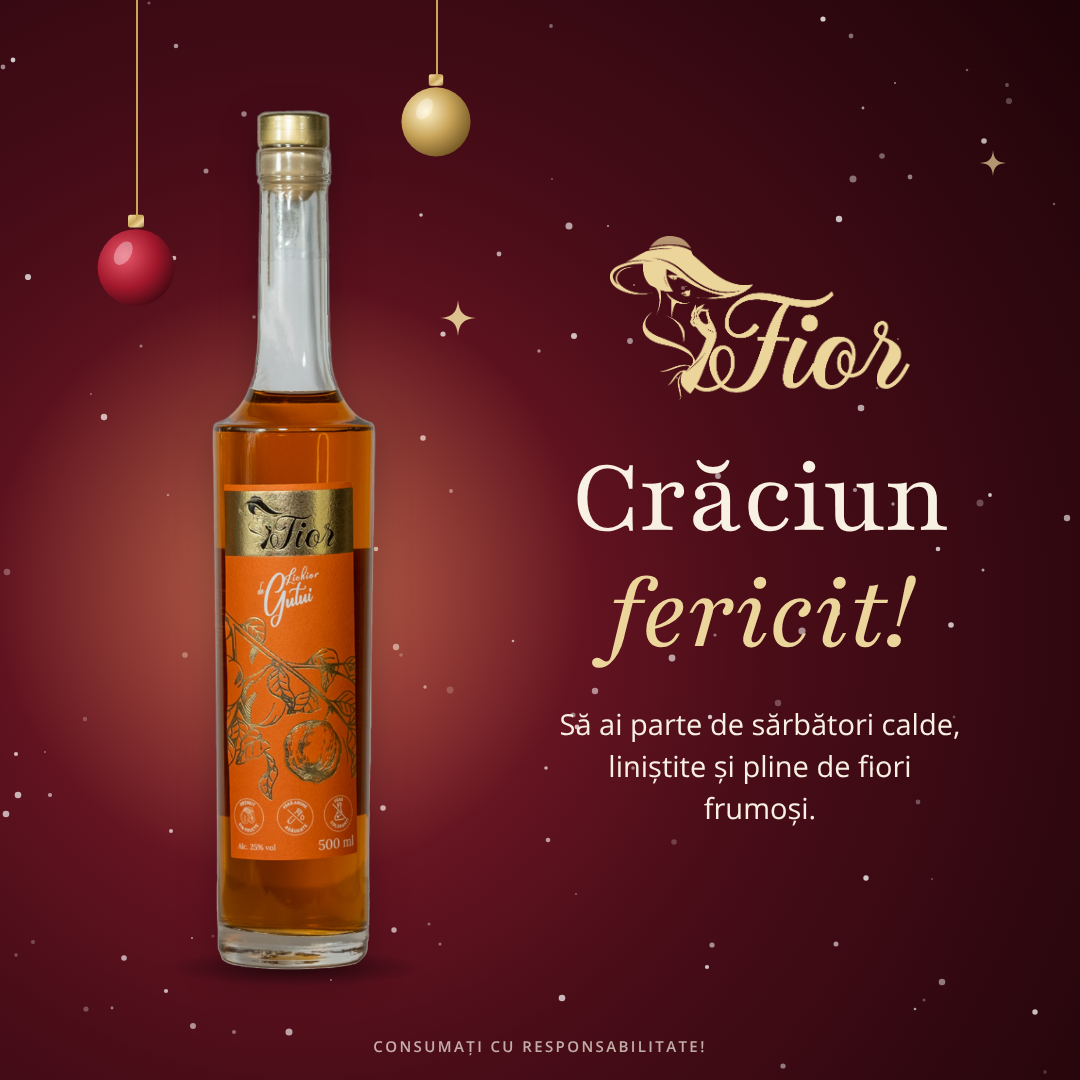 Fior
Crăciun
fericit!
Să ai parte de sărbători calde,
liniștite și pline de fiori
frumoși.
Fior
Lichior
de Gutui
Alc. 25% vol
500 ml
CONSUMAȚI CU RESPONSABILITATE!